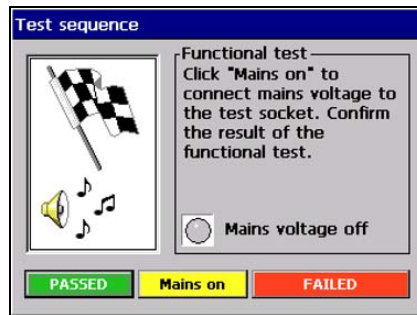 Test sequence
Functional test
Click "Mains on" to
connect mains voltage to
the test socket. Confirm
the result of the
functional test.
Mains voltage off
PASSED Mains on FAILED